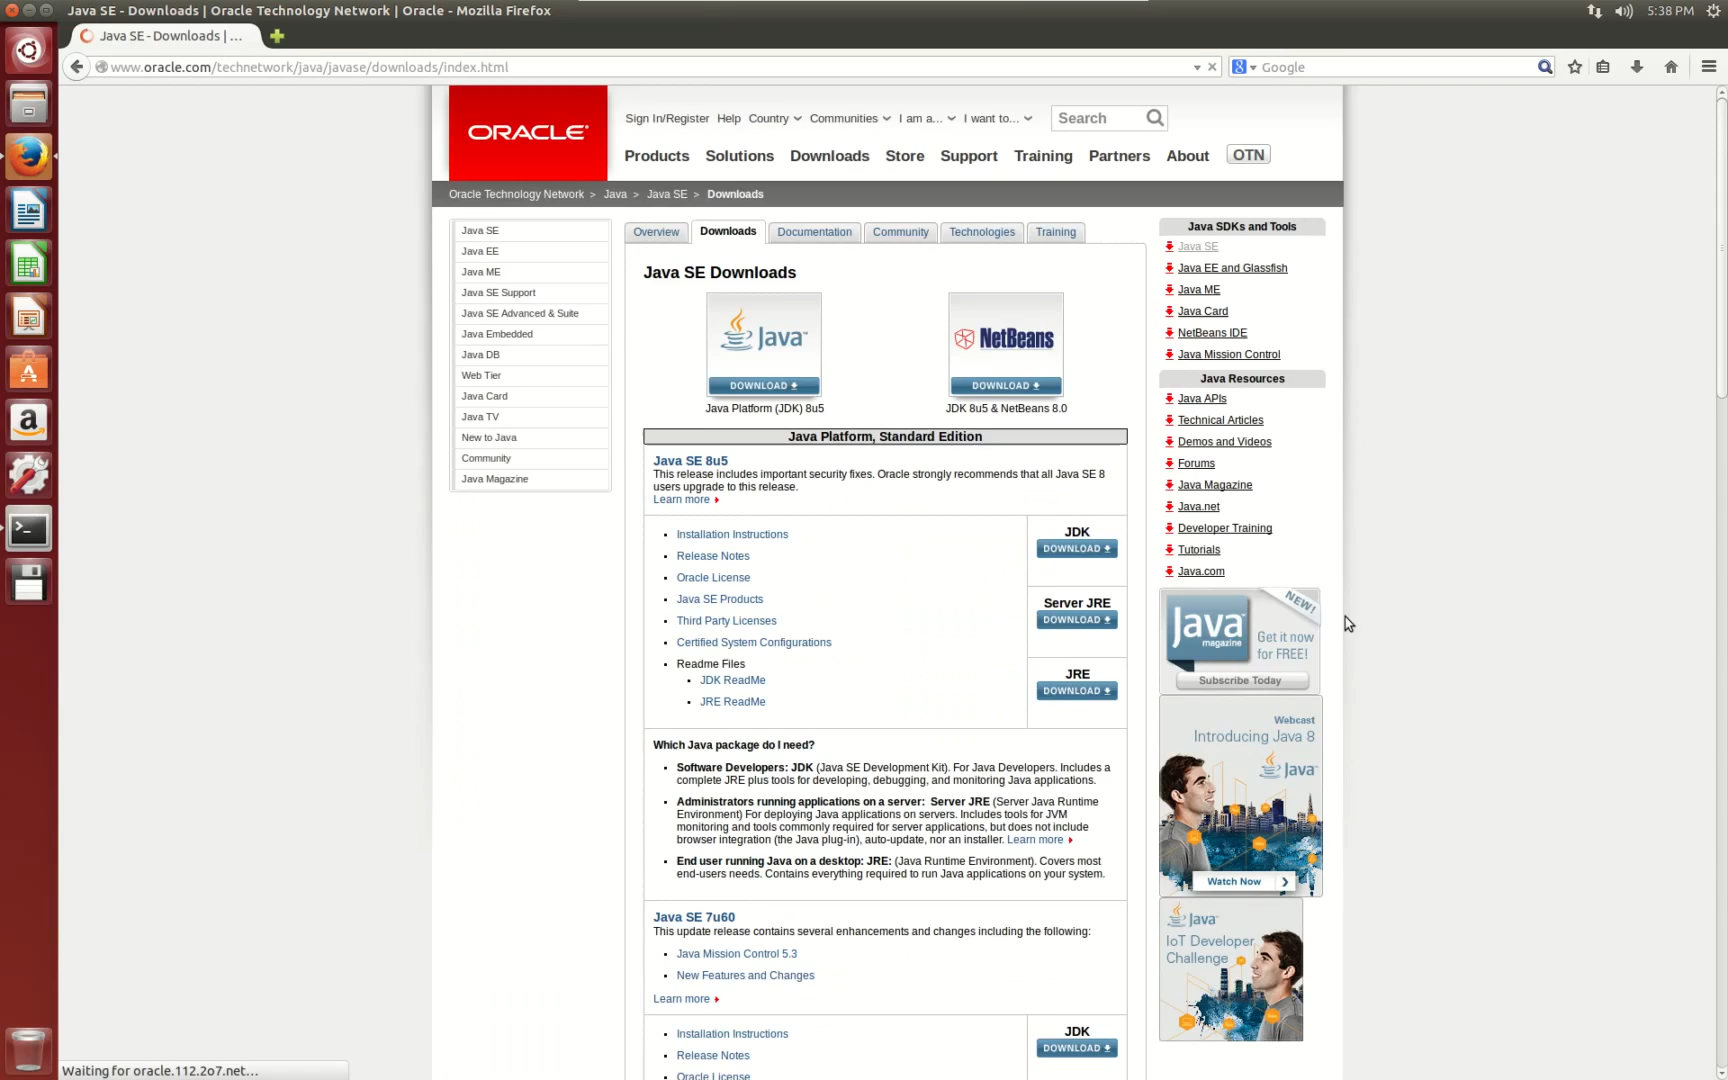 Java SE - Downloads | Oracle Technology Network | Oracle - Mozilla Firefox
5:38 PM
Java SE - Downloads | ...
www.oracle.com/technetwork/java/javase/downloads/index.html
Google
ORACLE
Sign In/Register Help Country Communities I am a... I want to... Search
Products Solutions Downloads Store Support Training Partners About OTN
Oracle Technology Network > Java > Java SE > Downloads
Java SE
Java EE
Java ME
Java SE Support
Java SE Advanced & Suite
Java Embedded
Java DB
Web Tier
Java Card
Java TV
New to Java
Community
Java Magazine
Overview Downloads Documentation Community Technologies Training
Java SE Downloads
Java
DOWNLOAD
Java Platform (JDK) 8u5
NetBeans
DOWNLOAD
JDK 8u5 & NetBeans 8.0
Java Platform, Standard Edition
Java SE 8u5
This release includes important security fixes. Oracle strongly recommends that all Java SE 8
users upgrade to this release.
Learn more
Installation Instructions
Release Notes
Oracle License
Java SE Products
Third Party Licenses
Certified System Configurations
Readme Files
JDK ReadMe
JRE ReadMe
JDK
DOWNLOAD
Server JRE
DOWNLOAD
JRE
DOWNLOAD
Which Java package do I need?
Software Developers: JDK (Java SE Development Kit). For Java Developers. Includes a
complete JRE plus tools for developing, debugging, and monitoring Java applications.
Administrators running applications on a server: Server JRE (Server Java Runtime
Environment) For deploying Java applications on servers. Includes tools for JVM
monitoring and tools commonly required for server applications, but does not include
browser integration (the Java plug-in), auto-update, nor an installer. Learn more
End user running Java on a desktop: JRE: (Java Runtime Environment). Covers most
end-users needs. Contains everything required to run Java applications on your system.
Java SE 7u60
This update release contains several enhancements and changes including the following:
Java Mission Control 5.3
New Features and Changes
Learn more
Installation Instructions
Release Notes
Oracle License
JDK
DOWNLOAD
Java SDKs and Tools
Java SE
Java EE and Glassfish
Java ME
Java Card
NetBeans IDE
Java Mission Control
Java Resources
Java APIs
Technical Articles
Demos and Videos
Forums
Java Magazine
Java.net
Developer Training
Tutorials
Java.com
NEW!
Java
magazine
Get it now
for FREE!
Subscribe Today
Webcast
Introducing Java 8
Java
Watch Now
Java
IoT Developer
Challenge
Waiting for oracle.112.2o7.net...